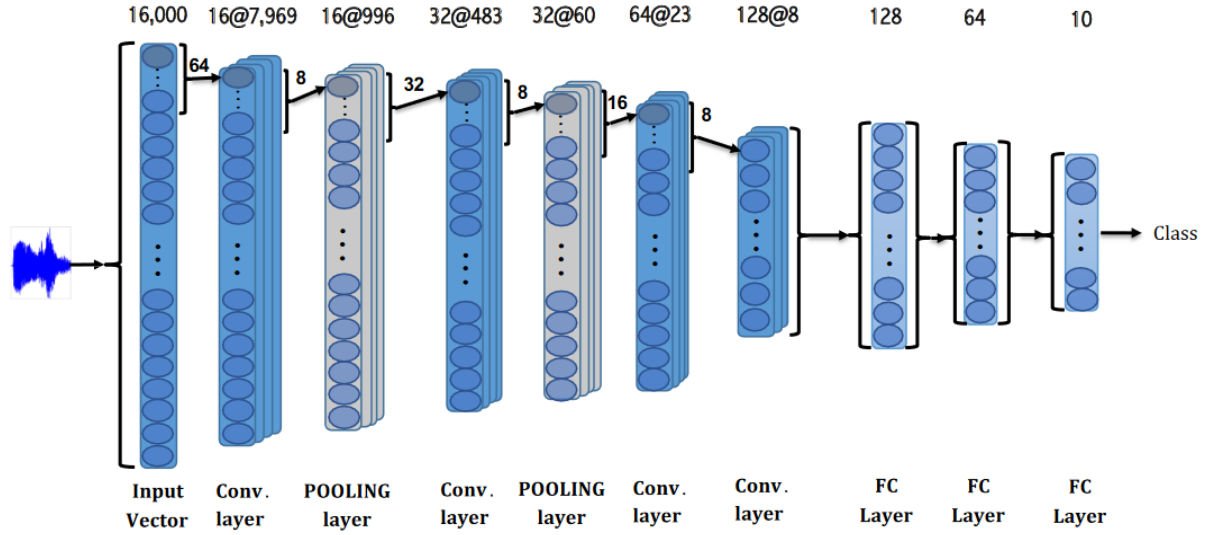 16,000 16@7,969 16@996 32@483 32@60 64@23 128@8 128 64 10
64 8 32 8 16 8
Class
Input Conv. POOLING Conv. POOLING Conv. Conv. FC FC FC
Vector layer layer layer layer layer layer Layer Layer Layer